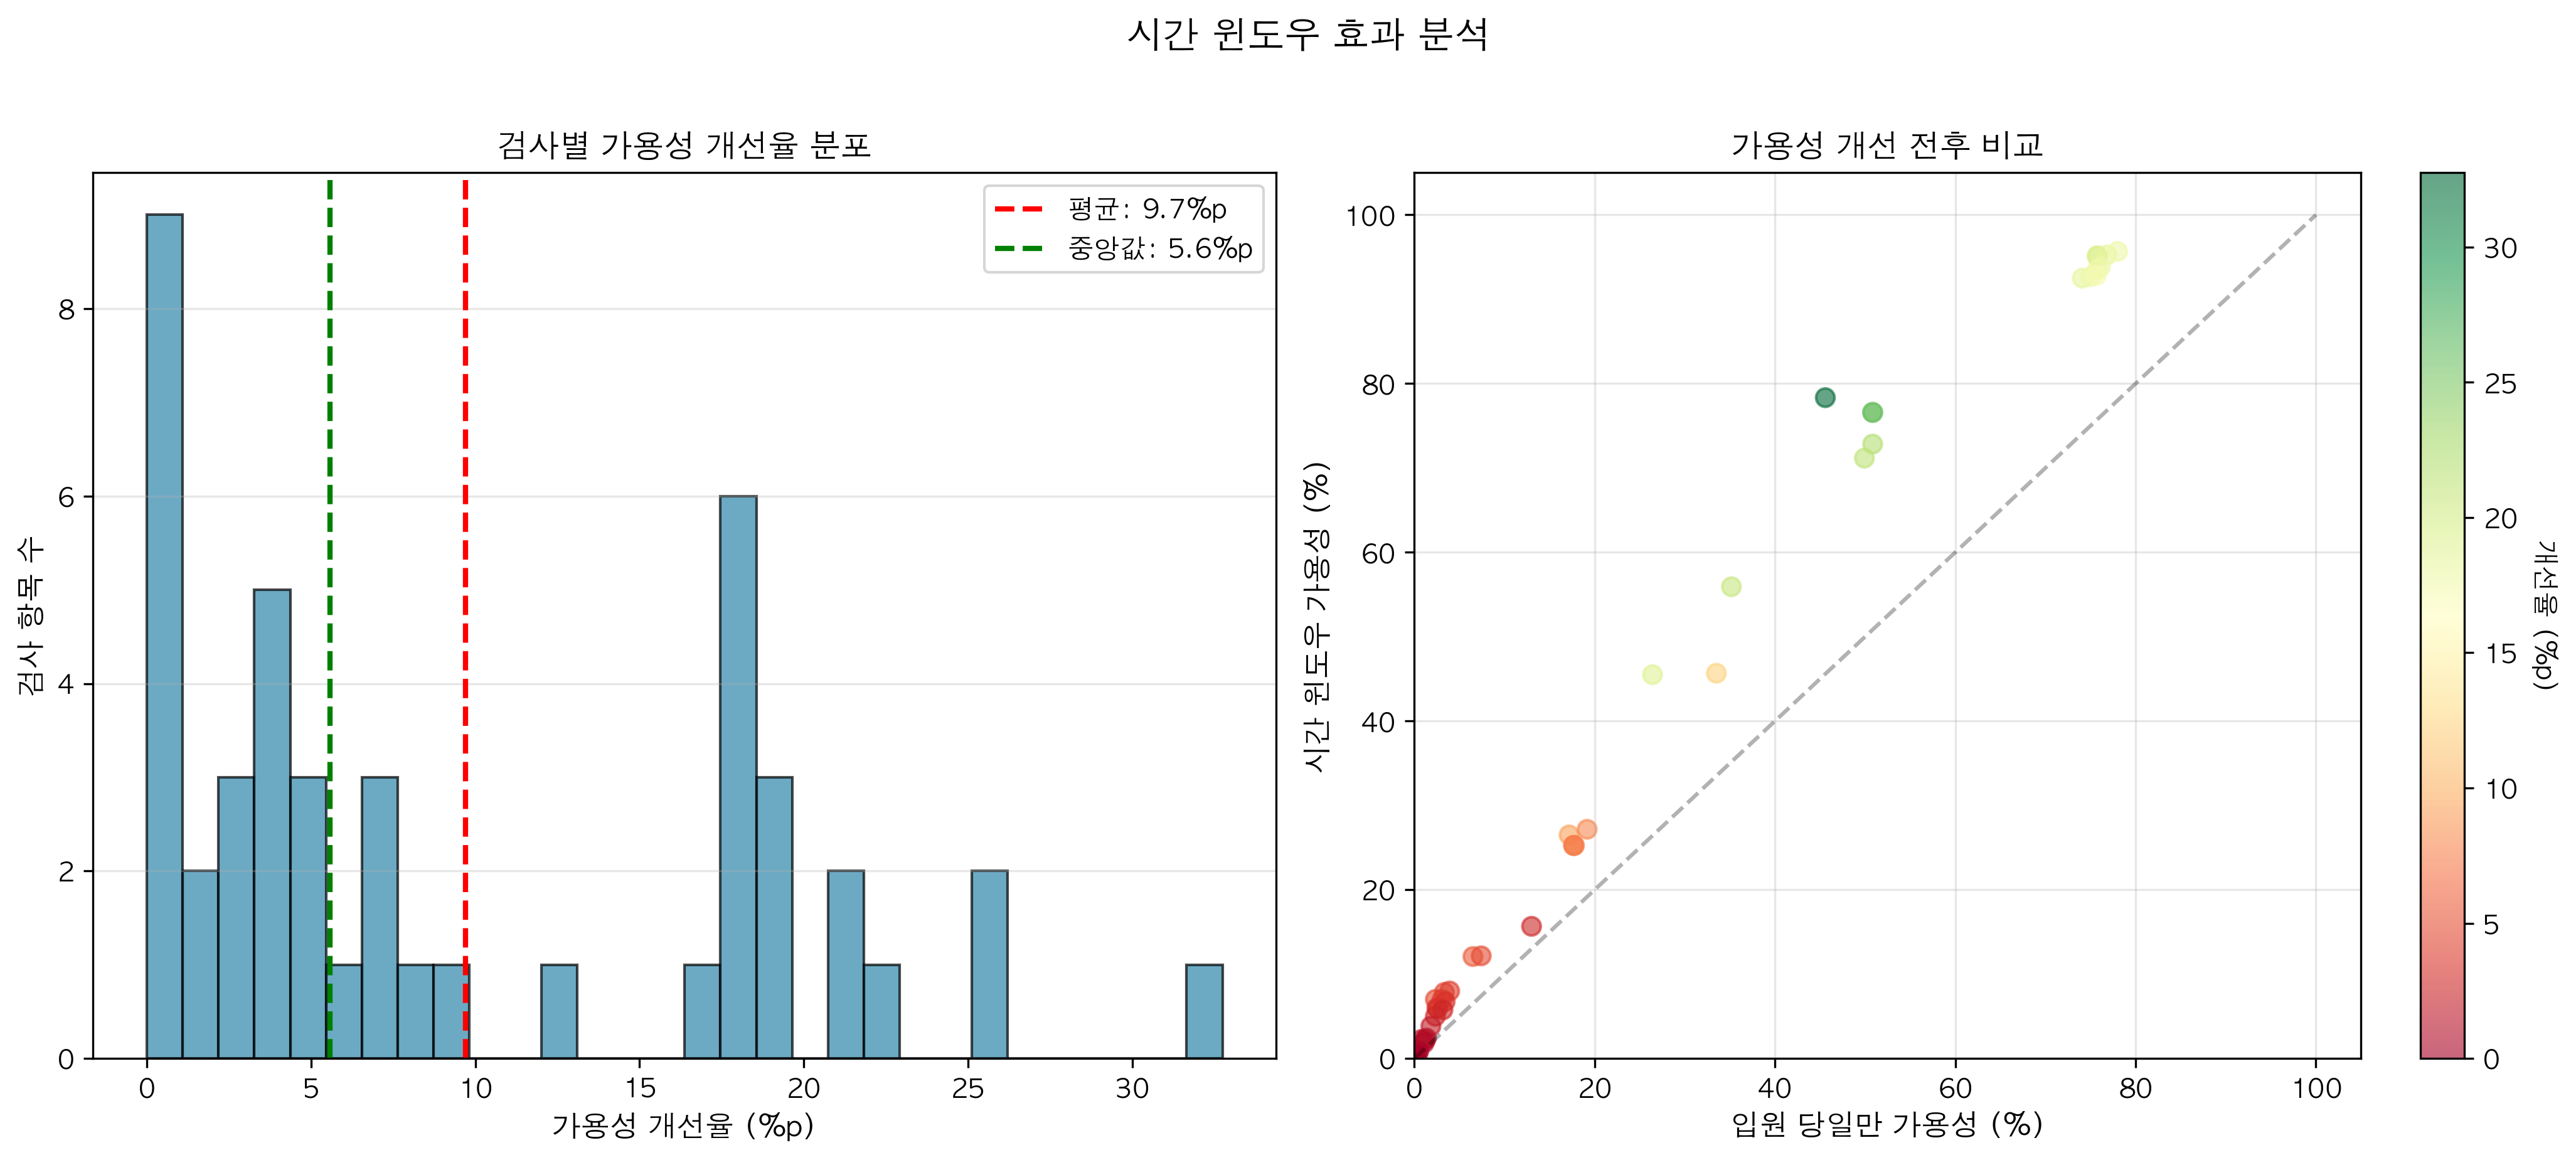 시간 윈도우 효과 분석
검사별 가용성 개선율 분포
평균: 9.7%p
중앙값: 5.6%p
검사 항목 수
0
2
4
6
8
0 5 10 15 20 25 30
가용성 개선율 (%p)
가용성 개선 전후 비교
시간 윈도우 가용성 (%)
100
80
60
40
20
0
0 20 40 60 80 100
입원 당일만 가용성 (%)
30
25
20
15
10
5
0
개선율 (%p)